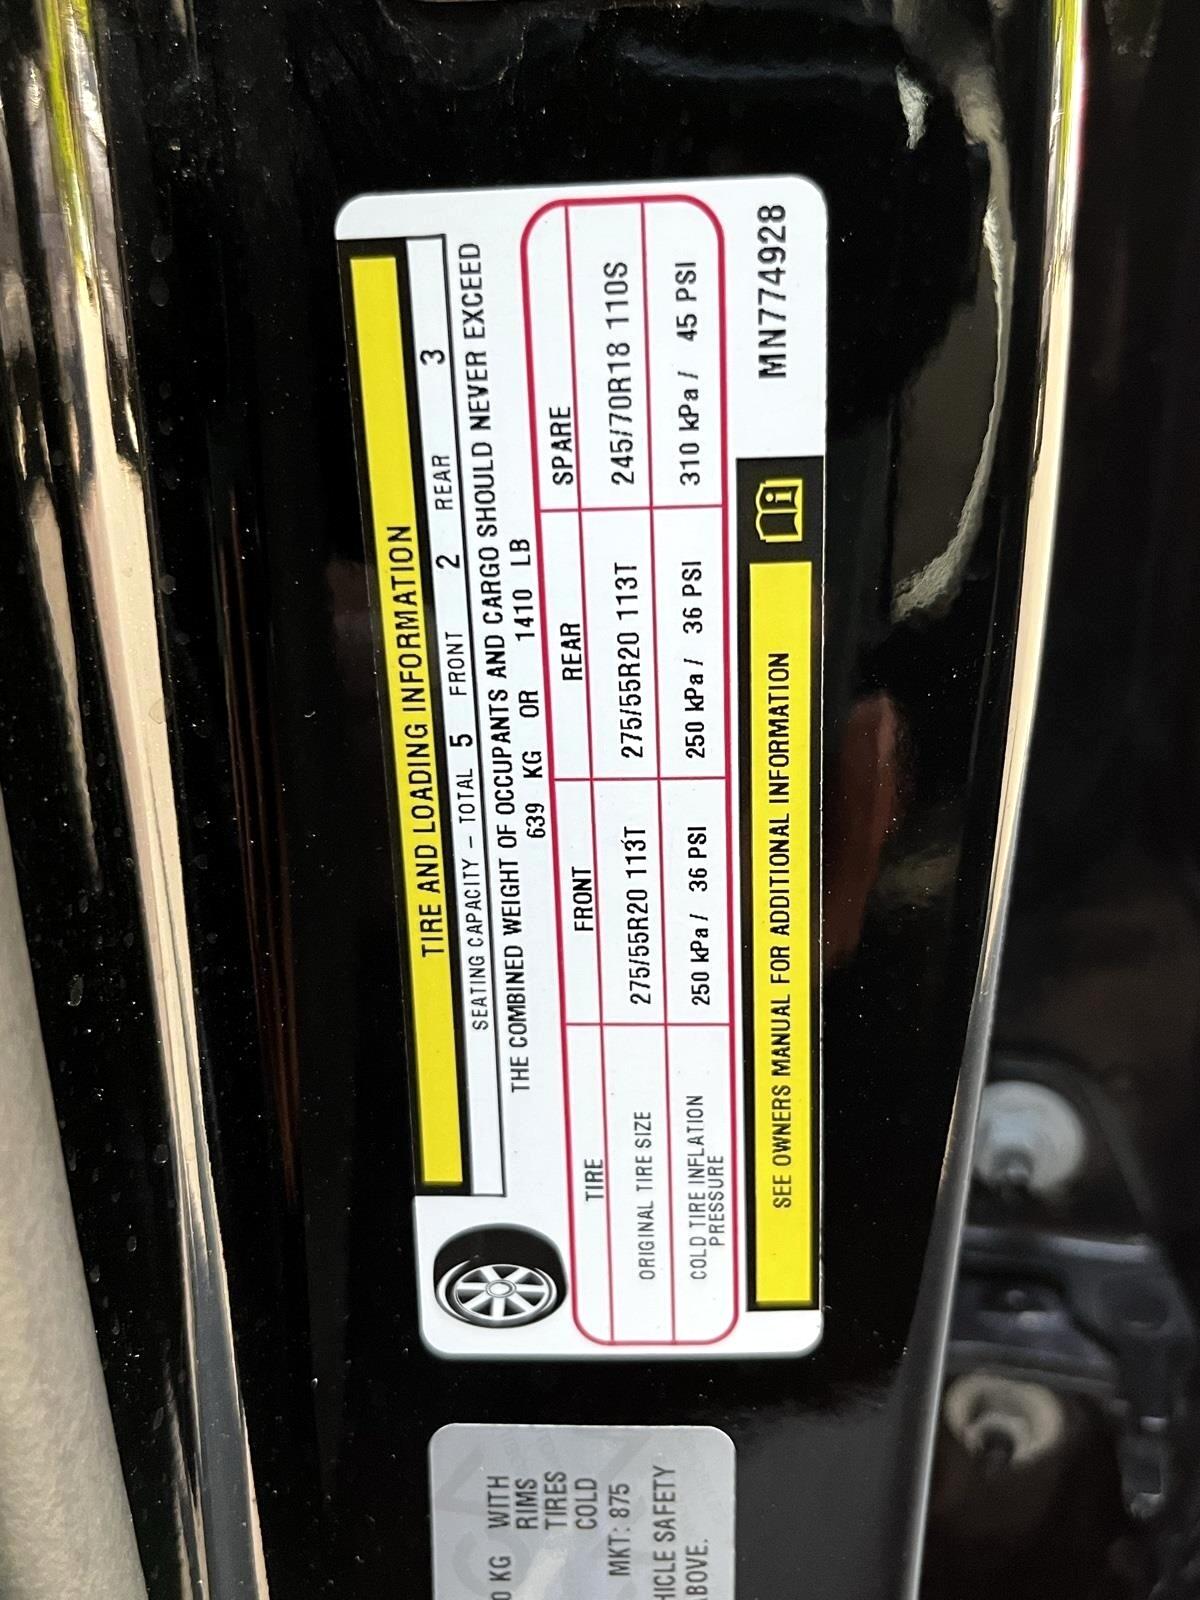 TIRE AND LOADING INFORMATION
SEATING CAPACITY – TOTAL 5 FRONT 2 REAR 3
THE COMBINED WEIGHT OF OCCUPANTS AND CARGO SHOULD NEVER EXCEED
639 KG OR 1410 LB
TIRE FRONT REAR SPARE
ORIGINAL TIRE SIZE 275/55R20 113T 275/55R20 113T 245/70R18 110S
COLD TIRE INFLATION
PRESSURE 250 kPa / 36 PSI 250 kPa / 36 PSI 310 kPa / 45 PSI
SEE OWNERS MANUAL FOR ADDITIONAL INFORMATION
MN774928
KG WITH
RIMS
TIRES
COLD
MKT: 875
SAFETY